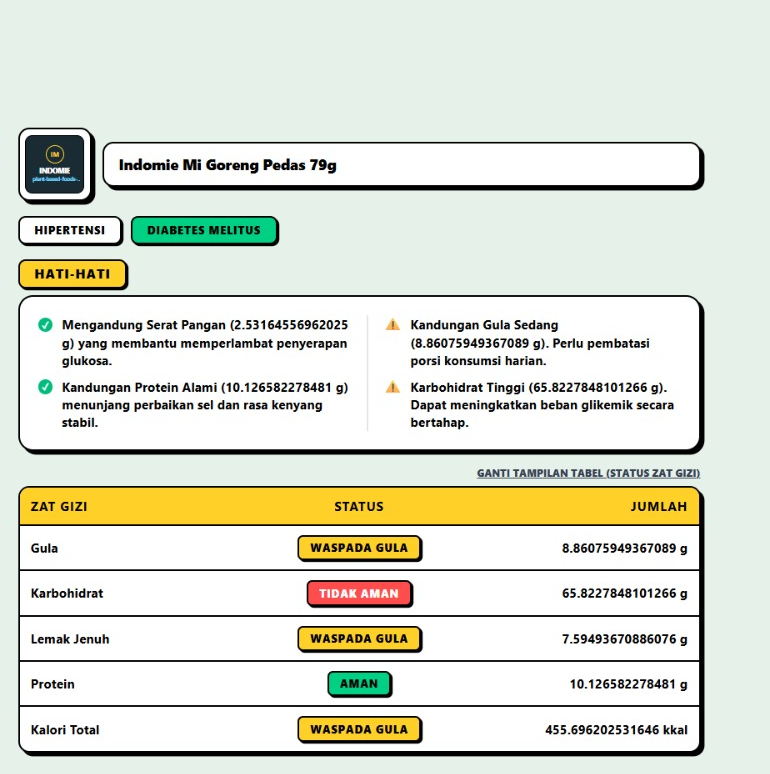 IM
INDOMIE
plant-based-foods-..
Indomie Mi Goreng Pedas 79g
HIPERTENSI
DIABETES MELITUS
HATI-HATI
Mengandung Serat Pangan (2.53164556962025
g) yang membantu memperlambat penyerapan
glukosa.
Kandungan Protein Alami (10.126582278481 g)
menunjang perbaikan sel dan rasa kenyang
stabil.
Kandungan Gula Sedang
(8.86075949367089 g). Perlu pembatasi
porsi konsumsi harian.
Karbohidrat Tinggi (65.8227848101266 g).
Dapat meningkatkan beban glikemik secara
bertahap.
GANTI TAMPILAN TABEL (STATUS ZAT GIZI)
ZAT GIZI STATUS JUMLAH
Gula WASPADA GULA 8.86075949367089 g
Karbohidrat TIDAK AMAN 65.8227848101266 g
Lemak Jenuh WASPADA GULA 7.59493670886076 g
Protein AMAN 10.126582278481 g
Kalori Total WASPADA GULA 455.696202531646 kkal